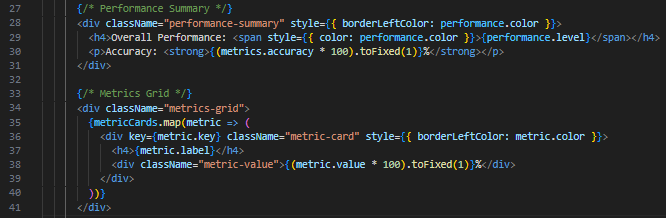 27 {/* Performance Summary */}
28 <div className="performance-summary" style={{ borderLeftColor: performance.color }}>
29 <h4>Overall Performance: <span style={{ color: performance.color }}>{performance.level}</span></h4>
30 <p>Accuracy: <strong>{(metrics.accuracy * 100).toFixed(1)}%</strong></p>
31 </div>
32
33 {/* Metrics Grid */}
34 <div className="metrics-grid">
35 {metricCards.map(metric => (
36 <div key={metric.key} className="metric-card" style={{ borderLeftColor: metric.color }}>
37 <h4>{metric.label}</h4>
38 <div className="metric-value">{(metric.value * 100).toFixed(1)}%</div>
39 </div>
40 ))}
41 </div>